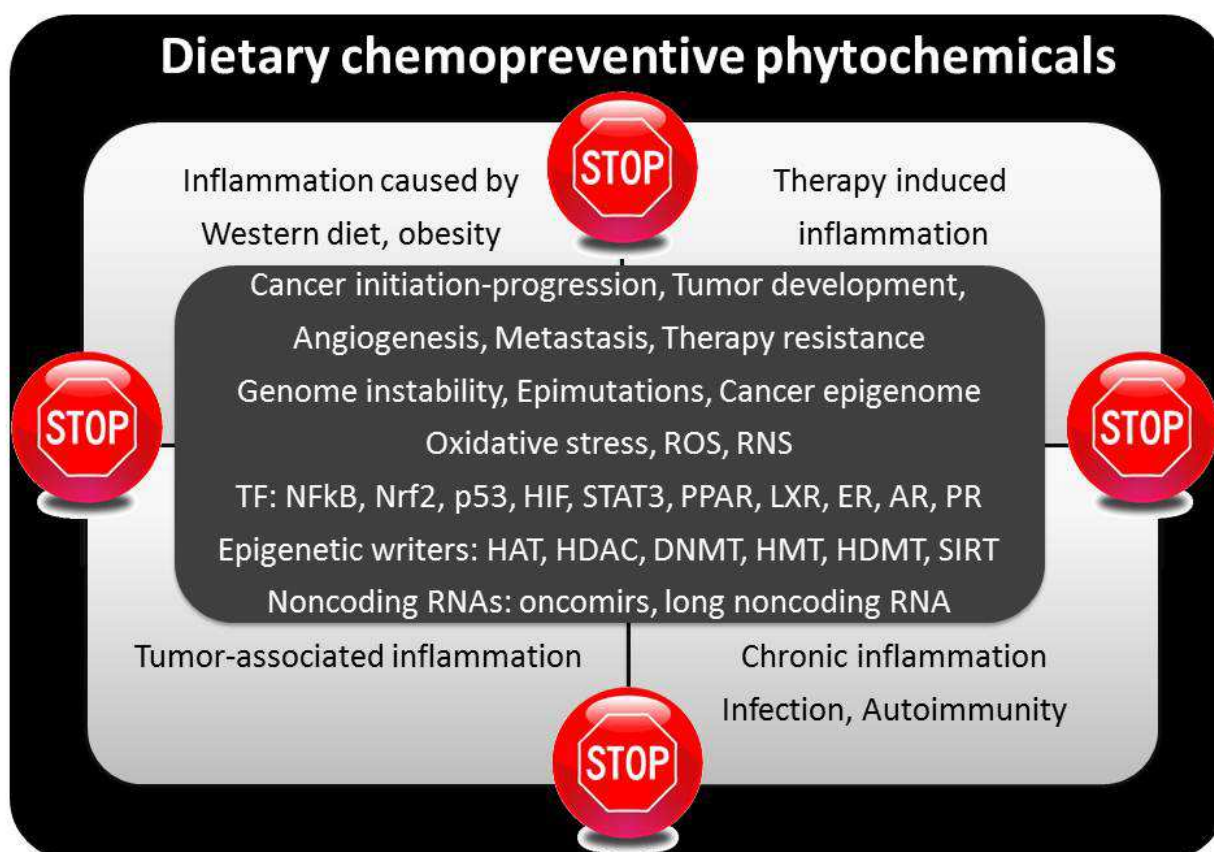 Dietary chemopreventive phytochemicals
STOP
Inflammation caused by
Western diet, obesity
Therapy induced
inflammation
Cancer initiation-progression, Tumor development,
Angiogenesis, Metastasis, Therapy resistance
Genome instability, Epimutations, Cancer epigenome
Oxidative stress, ROS, RNS
TF: NFkB, Nrf2, p53, HIF, STAT3, PPAR, LXR, ER, AR, PR
Epigenetic writers: HAT, HDAC, DNMT, HMT, HDMT, SIRT
Noncoding RNAs: oncomirs, long noncoding RNA
STOP
STOP
Tumor-associated inflammation
Chronic inflammation
Infection, Autoimmunity
STOP